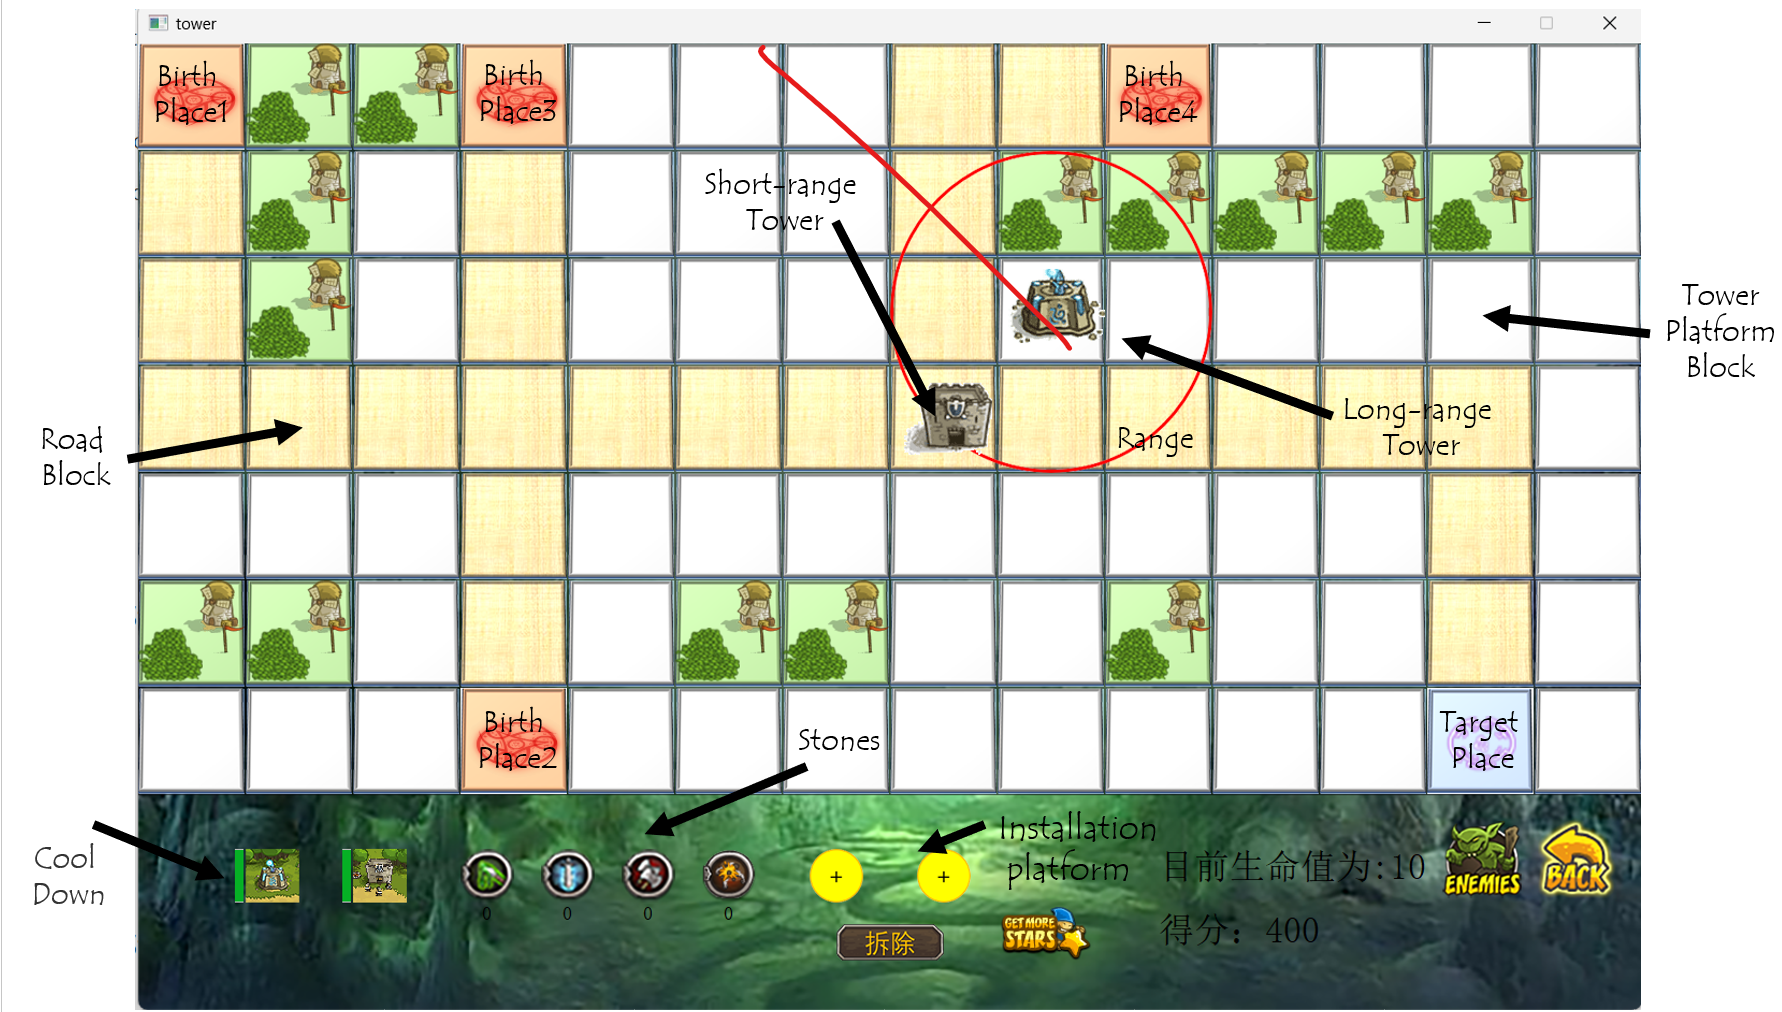 tower
Birth
Place1
Birth
Place3
Birth
Place4
Short-range
Tower
Tower
Platform
Block
Long-range
Tower
Road
Block
Range
Birth
Place2
Stones
Target
Place
Cool
Down
Installation
platform
+
+
目前生命值为:10
ENEMIES
BACK
0
0
0
0
GET MORE
STARS
得分：400
拆除